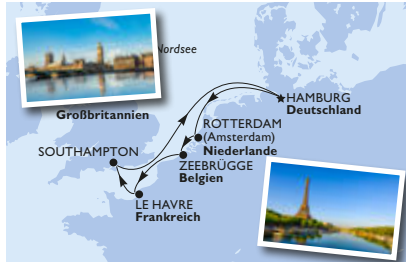 Nordsee
Großbritannien
HAMBURG
Deutschland
ROTTERDAM
(Amsterdam)
Niederlande
SOUTHAMPTON
ZEEBRÜGGE
Belgien
LE HAVRE
Frankreich